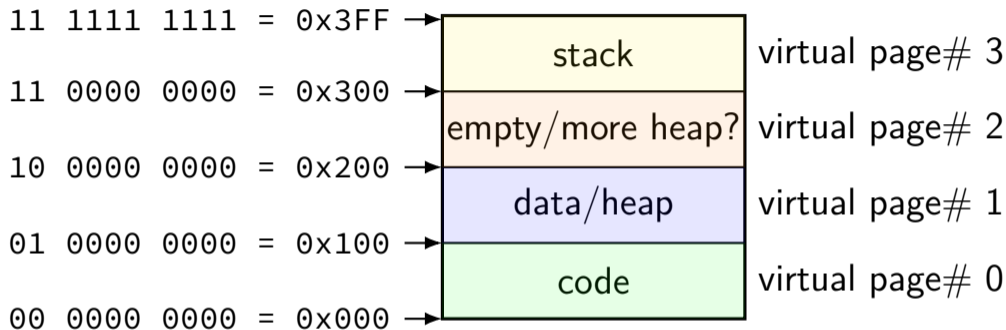 11 1111 1111 = 0x3FF
stack
virtual page# 3
11 0000 0000 = 0x300
empty/more heap?
virtual page# 2
10 0000 0000 = 0x200
data/heap
virtual page# 1
01 0000 0000 = 0x100
code
virtual page# 0
00 0000 0000 = 0x000